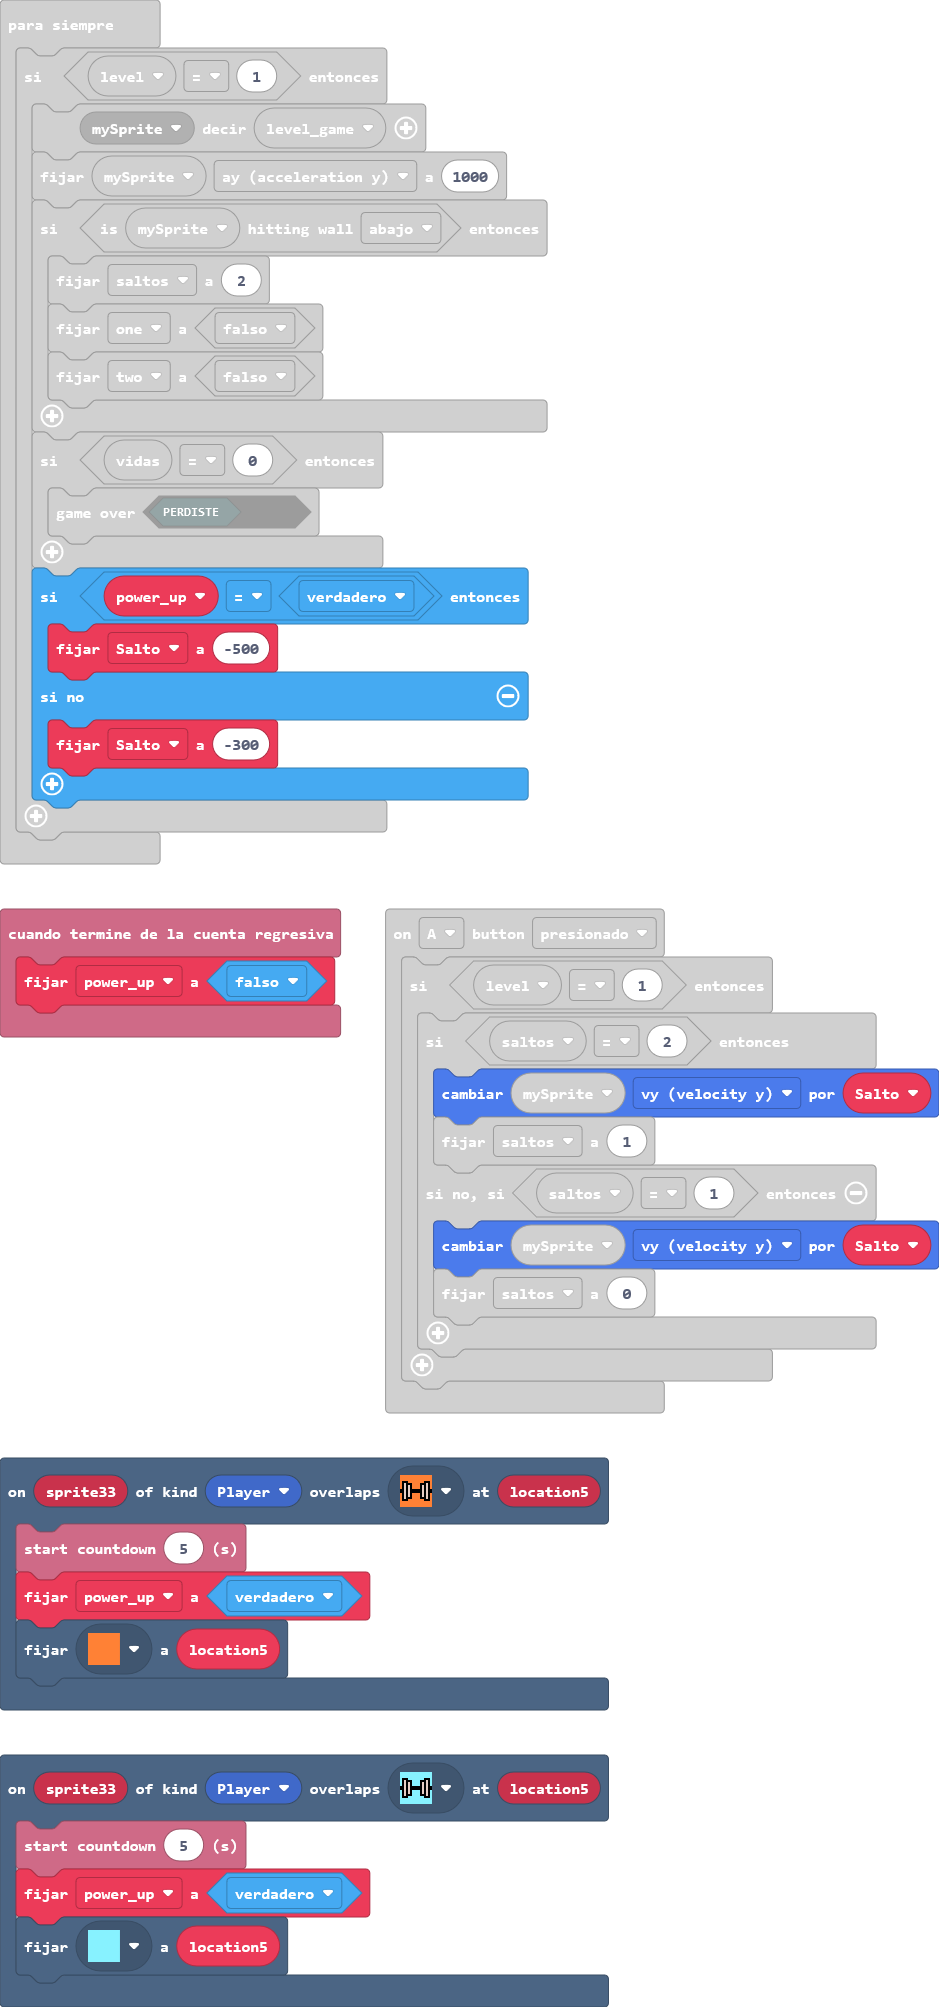 para siempre
si level = 1 entonces
mySprite decir level_game
fijar mySprite ay (acceleration y) a 1000
si is mySprite hitting wall abajo entonces
fijar saltos a 2
fijar one a falso
fijar two a falso
si vidas = 0 entonces
game over PERDISTE
si power_up = verdadero entonces
fijar Salto a -500
si no
fijar Salto a -300
cuando termine de la cuenta regresiva
fijar power_up a falso
on A button presionado
si level = 1 entonces
si saltos = 2 entonces
cambiar mySprite vy (velocity y) por Salto
fijar saltos a 1
si no, si saltos = 1 entonces
cambiar mySprite vy (velocity y) por Salto
fijar saltos a 0
on sprite33 of kind Player overlaps at location5
start countdown 5 (s)
fijar power_up a verdadero
fijar a location5
on sprite33 of kind Player overlaps at location5
start countdown 5 (s)
fijar power_up a verdadero
fijar a location5